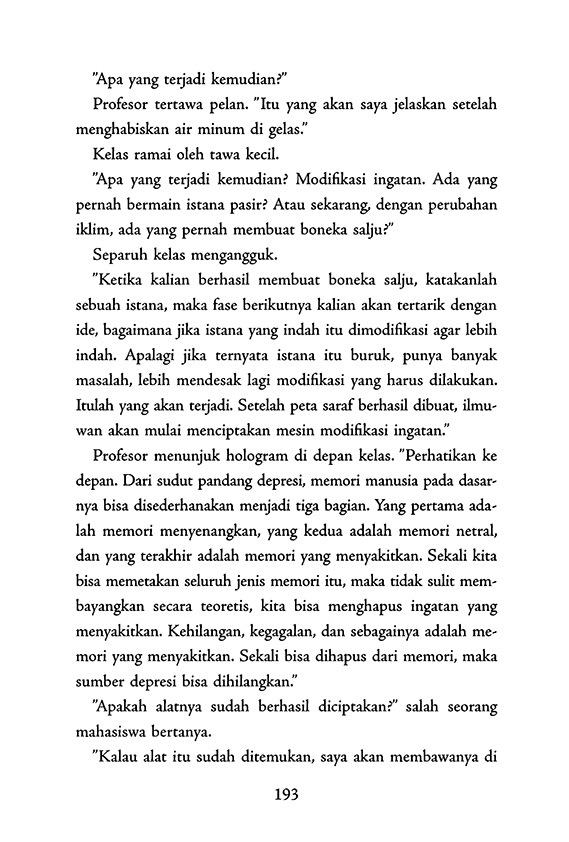 "Apa yang terjadi kemudian?"
Profesor tertawa pelan. "Itu yang akan saya jelaskan setelah
menghabiskan air minum di gelas."
Kelas ramai oleh tawa kecil.
"Apa yang terjadi kemudian? Modifikasi ingatan. Ada yang
pernah bermain istana pasir? Atau sekarang, dengan perubahan
iklim, ada yang pernah membuat boneka salju?"
Separuh kelas mengangguk.
"Ketika kalian berhasil membuat boneka salju, katakanlah
sebuah istana, maka fase berikutnya kalian akan tertarik dengan
ide, bagaimana jika istana yang indah itu dimodifikasi agar lebih
indah. Apalagi jika ternyata istana itu buruk, punya banyak
masalah, lebih mendesak lagi modifikasi yang harus dilakukan.
Itulah yang akan terjadi. Setelah peta saraf berhasil dibuat, ilmu-
wan akan mulai menciptakan mesin modifikasi ingatan."
Profesor menunjuk hologram di depan kelas. "Perhatikan ke
depan. Dari sudut pandang depresi, memori manusia pada dasar-
nya bisa disederhanakan menjadi tiga bagian. Yang pertama ada-
lah memori menyenangkan, yang kedua adalah memori netral,
dan yang terakhir adalah memori yang menyakitkan. Sekali kita
bisa memetakan seluruh jenis memori itu, maka tidak sulit mem-
bayangkan secara teoretis, kita bisa menghapus ingatan yang
menyakitkan. Kehilangan, kegagalan, dan sebagainya adalah me-
mori yang menyakitkan. Sekali bisa dihapus dari memori, maka
sumber depresi bisa dihilangkan."
"Apakah alatnya sudah berhasil diciptakan?" salah seorang
mahasiswa bertanya.
"Kalau alat itu sudah ditemukan, saya akan membawanya di
193